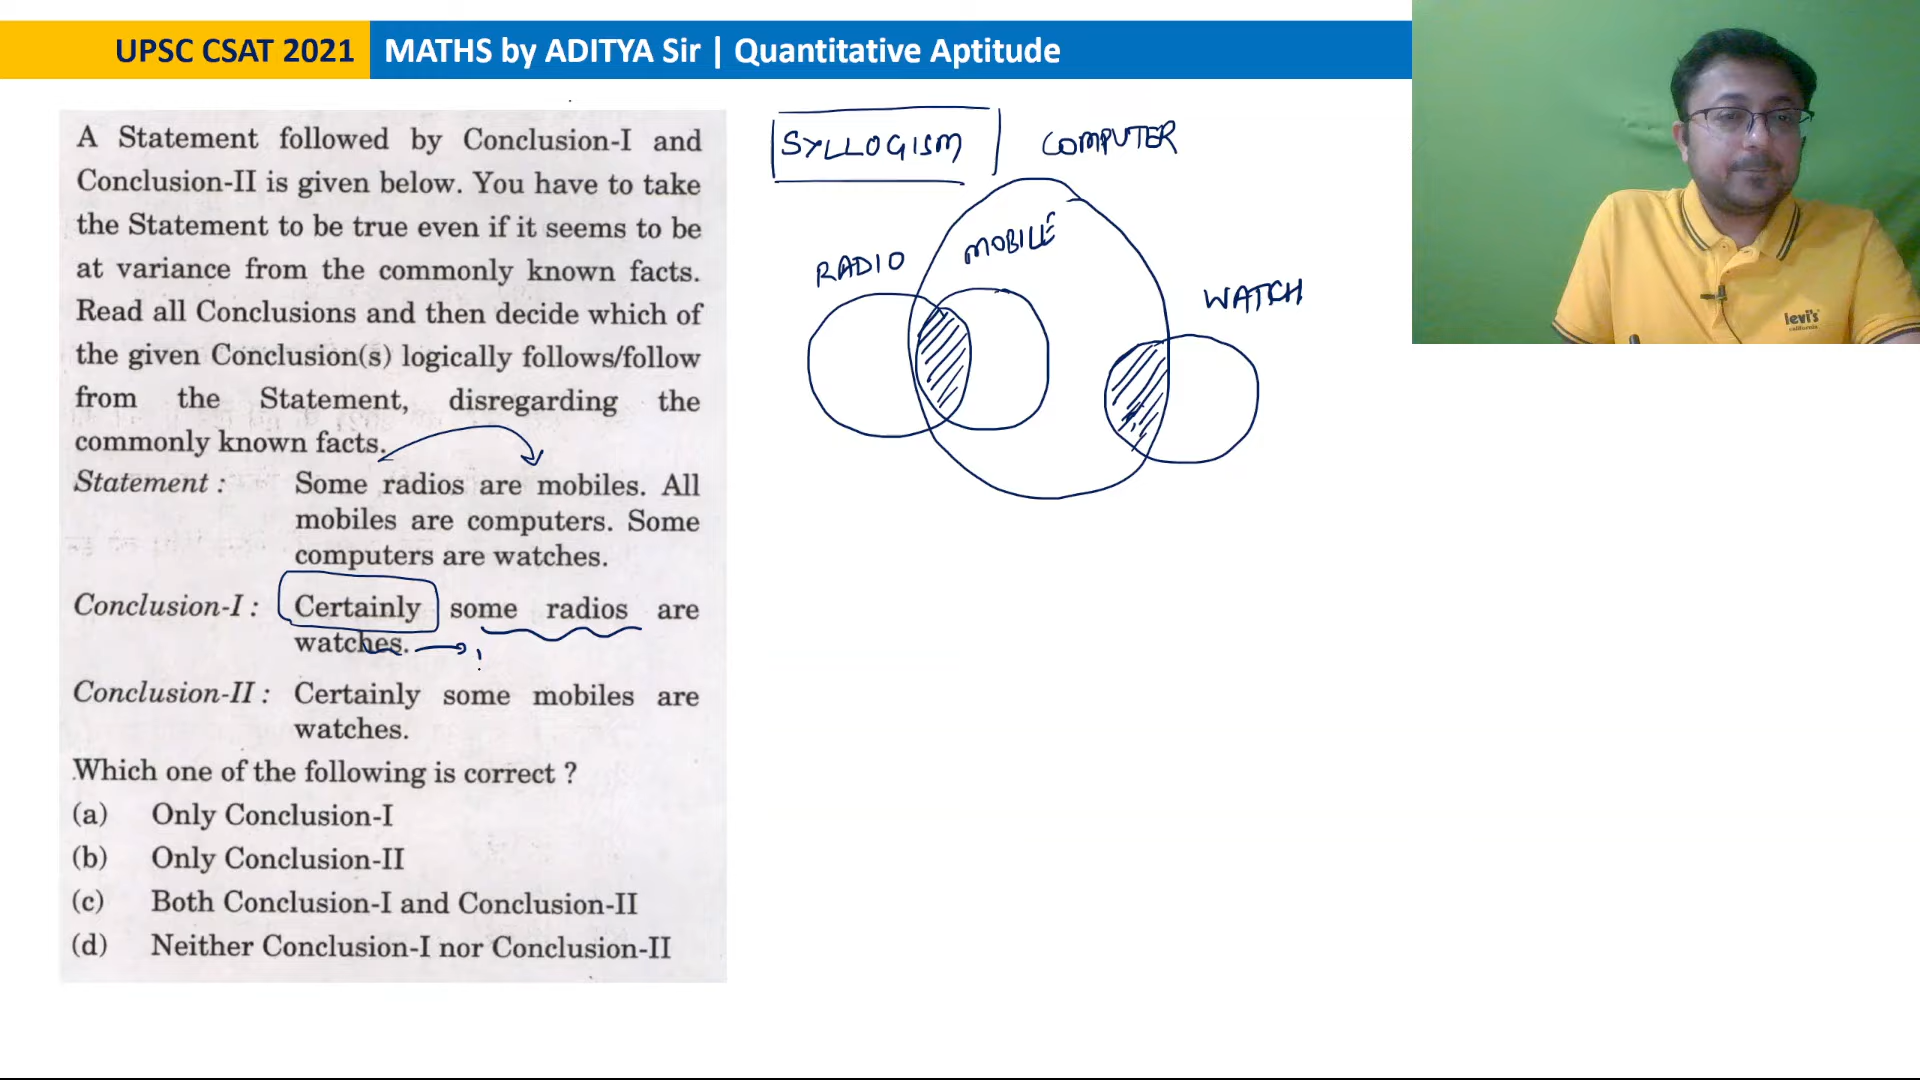 UPSC CSAT 2021 MATHS by ADITYA Sir | Quantitative Aptitude
A Statement followed by Conclusion-I and
Conclusion-II is given below. You have to take
the Statement to be true even if it seems to be
at variance from the commonly known facts.
Read all Conclusions and then decide which of
the given Conclusion(s) logically follows/follow
from the Statement, disregarding the
commonly known facts.
Statement : Some radios are mobiles. All
mobiles are computers. Some
computers are watches.
Conclusion-I : Certainly some radios are
watches.
Conclusion-II : Certainly some mobiles are
watches.
Which one of the following is correct ?
(a) Only Conclusion-I
(b) Only Conclusion-II
(c) Both Conclusion-I and Conclusion-II
(d) Neither Conclusion-I nor Conclusion-II
SYLLOGISM
COMPUTER
MOBILE
RADIO
WATCH
levi's
california